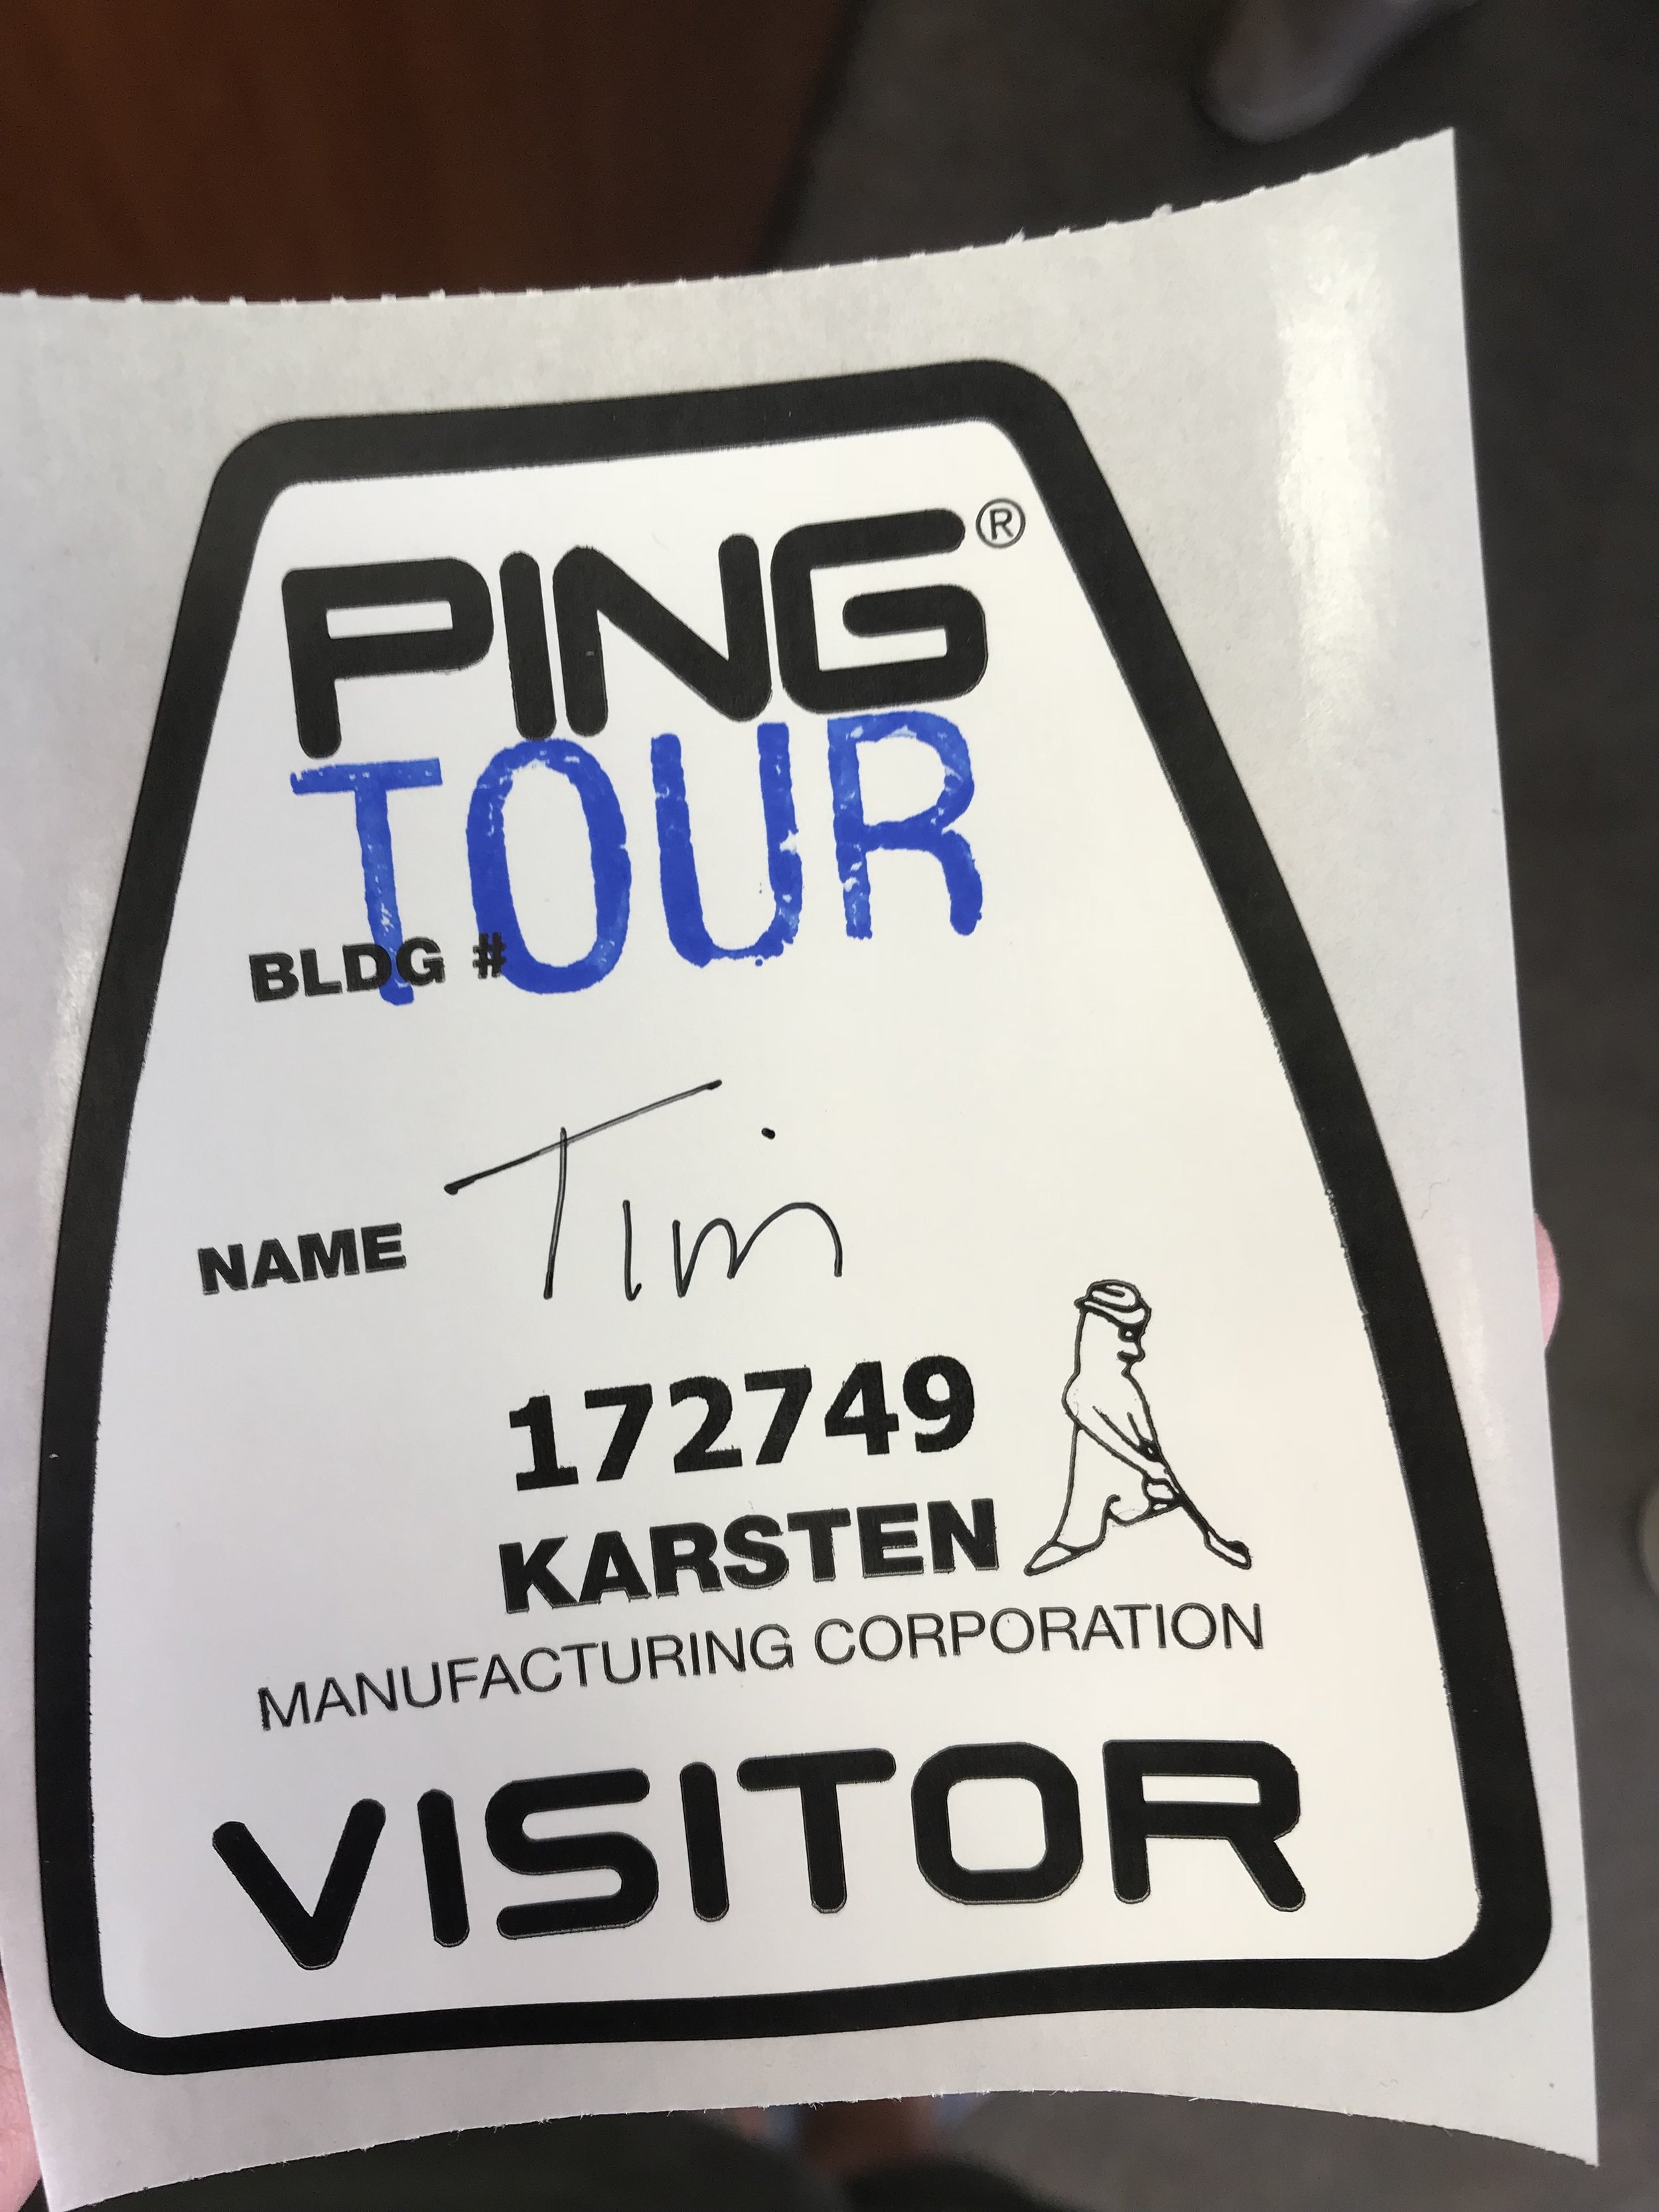 PING®
TOUR
BLDG #
NAME Tim
172749
KARSTEN
MANUFACTURING CORPORATION
VISITOR